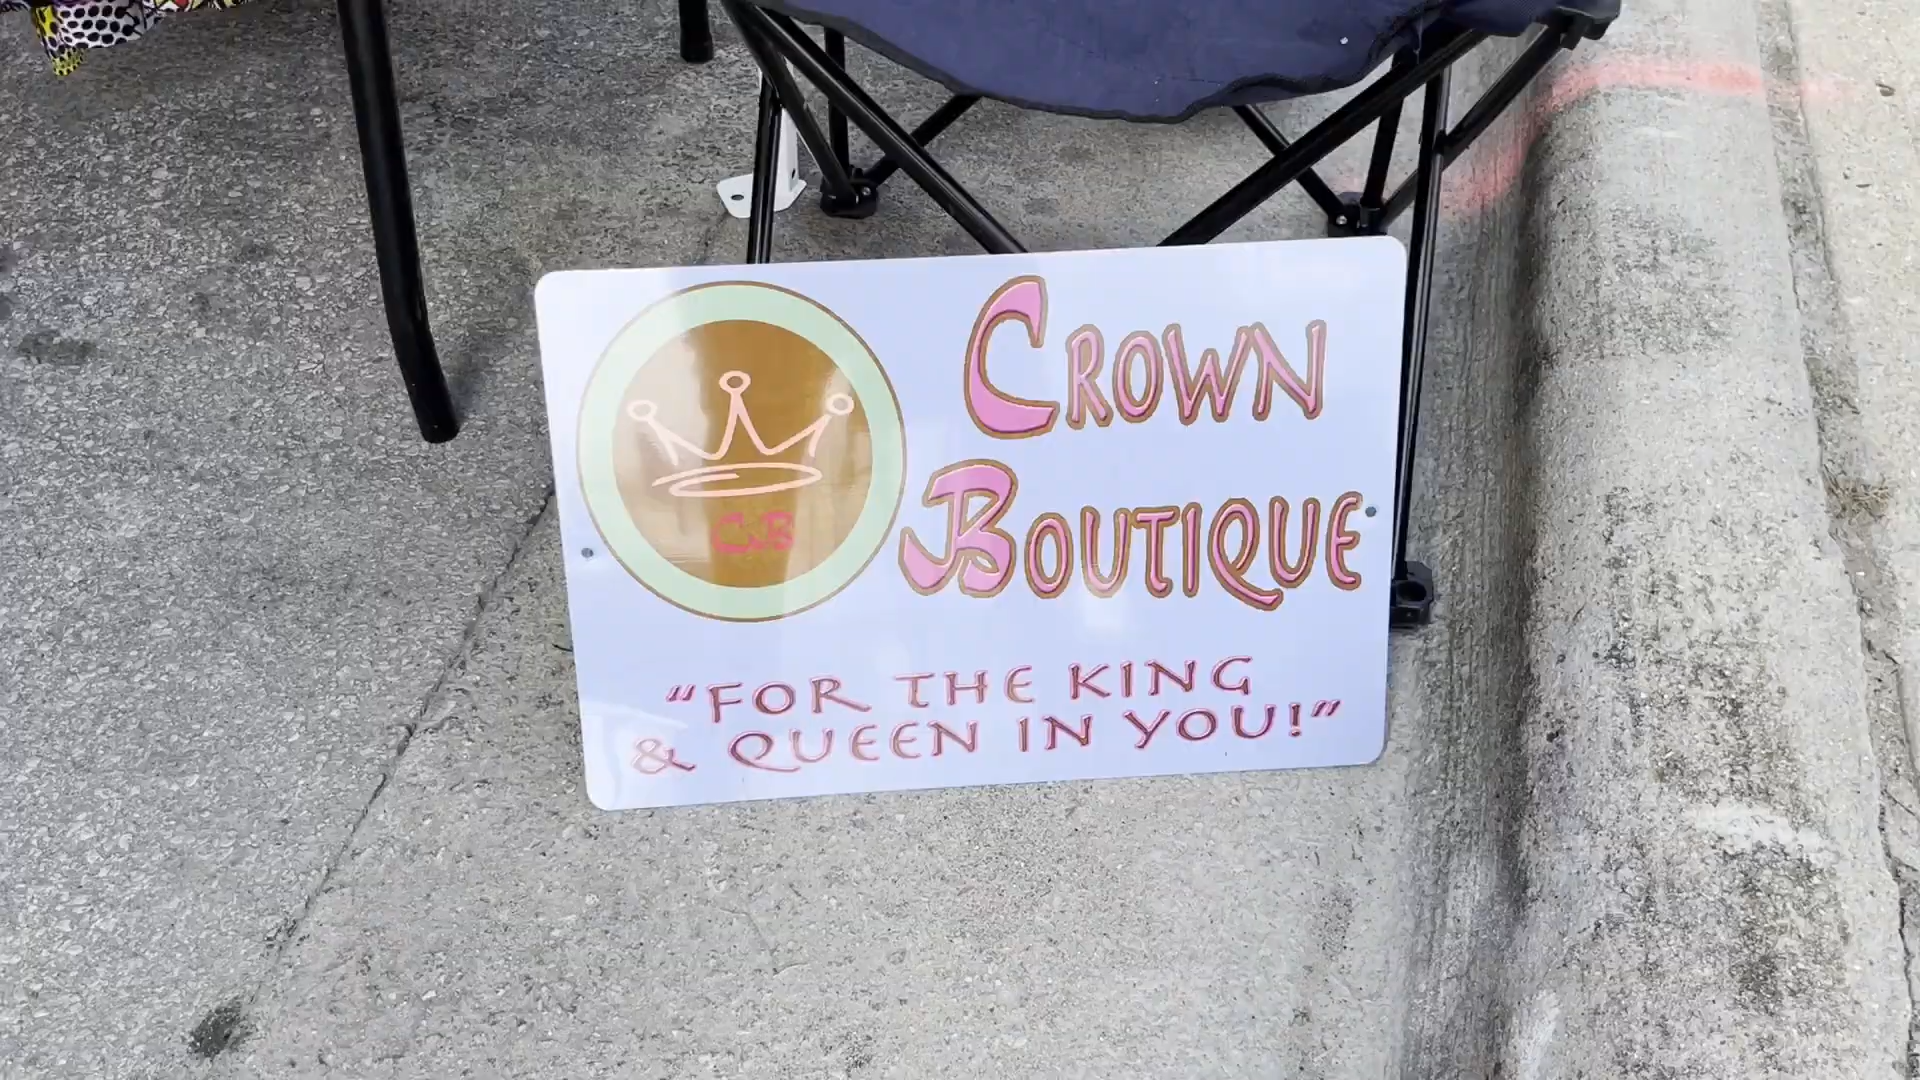 CROWN
BOUTIQUE
CB
"FOR THE KING
& QUEEN IN YOU!"